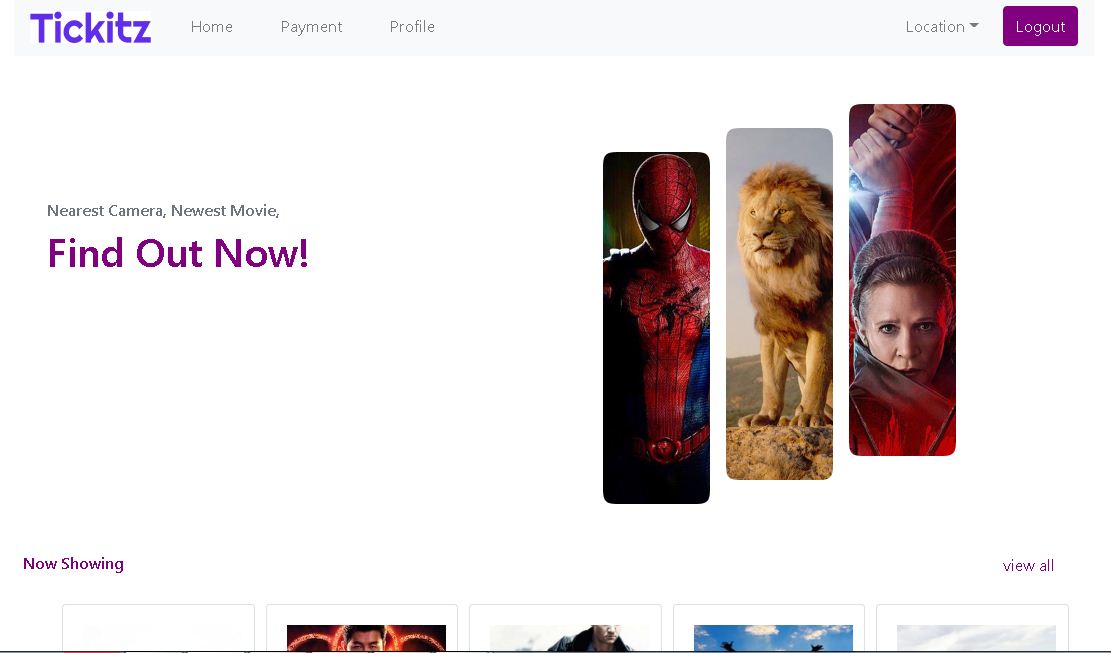 Tickitz Home Payment Profile Location Logout
Nearest Camera, Newest Movie,
Find Out Now!
Now Showing view all